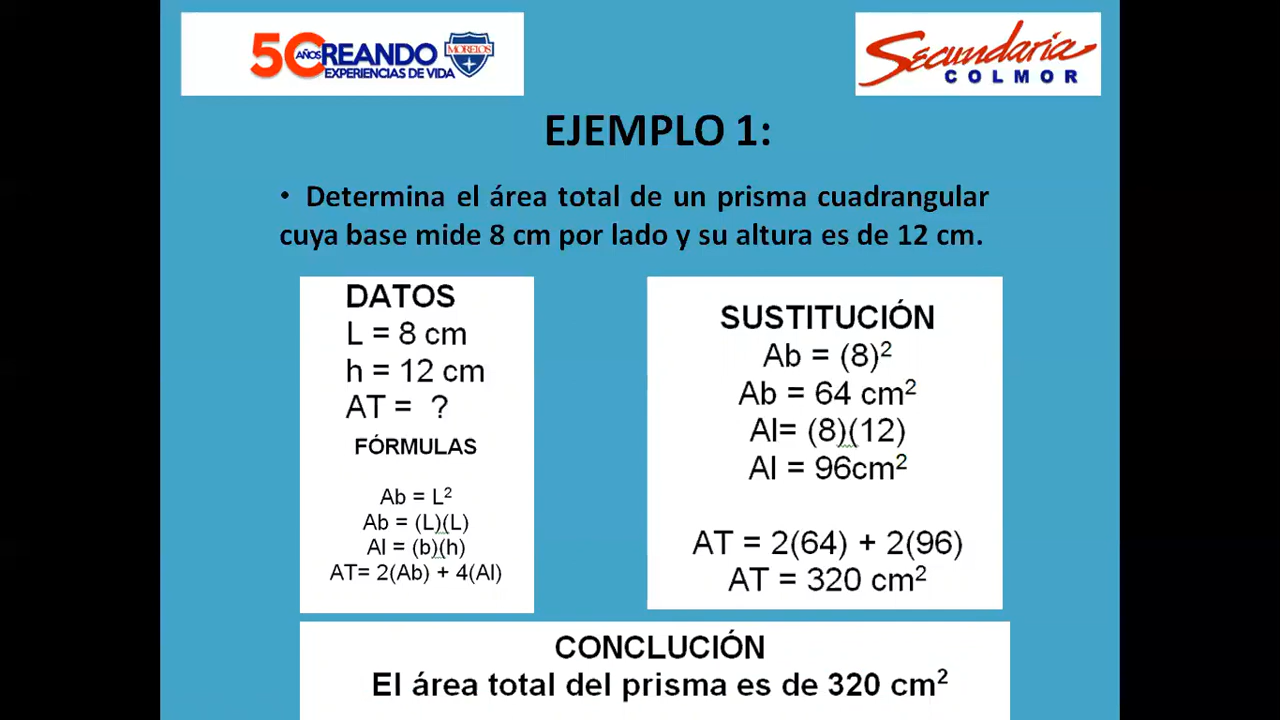 50 AÑOS CREANDO
EXPERIENCIAS DE VIDA
MORELOS
Secundaria
COLMOR
EJEMPLO 1:
• Determina el área total de un prisma cuadrangular
cuya base mide 8 cm por lado y su altura es de 12 cm.
DATOS
L = 8 cm
h = 12 cm
AT = ?
FÓRMULAS
Ab = L²
Ab = (L)(L)
Al = (b)(h)
AT= 2(Ab) + 4(Al)
SUSTITUCIÓN
Ab = (8)²
Ab = 64 cm²
Al= (8)(12)
Al = 96cm²
AT = 2(64) + 2(96)
AT = 320 cm²
CONCLUCIÓN
El área total del prisma es de 320 cm²